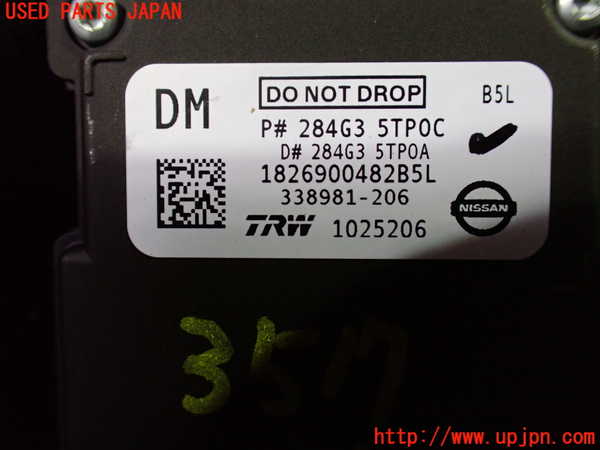 USED PARTS JAPAN
DM
DO NOT DROP
B5L
P# 284G3 5TP0C
D# 284G3 5TP0A
1826900482B5L
338981-206
NISSAN
TRW 1025206
3517
http://www.upjpn.com/